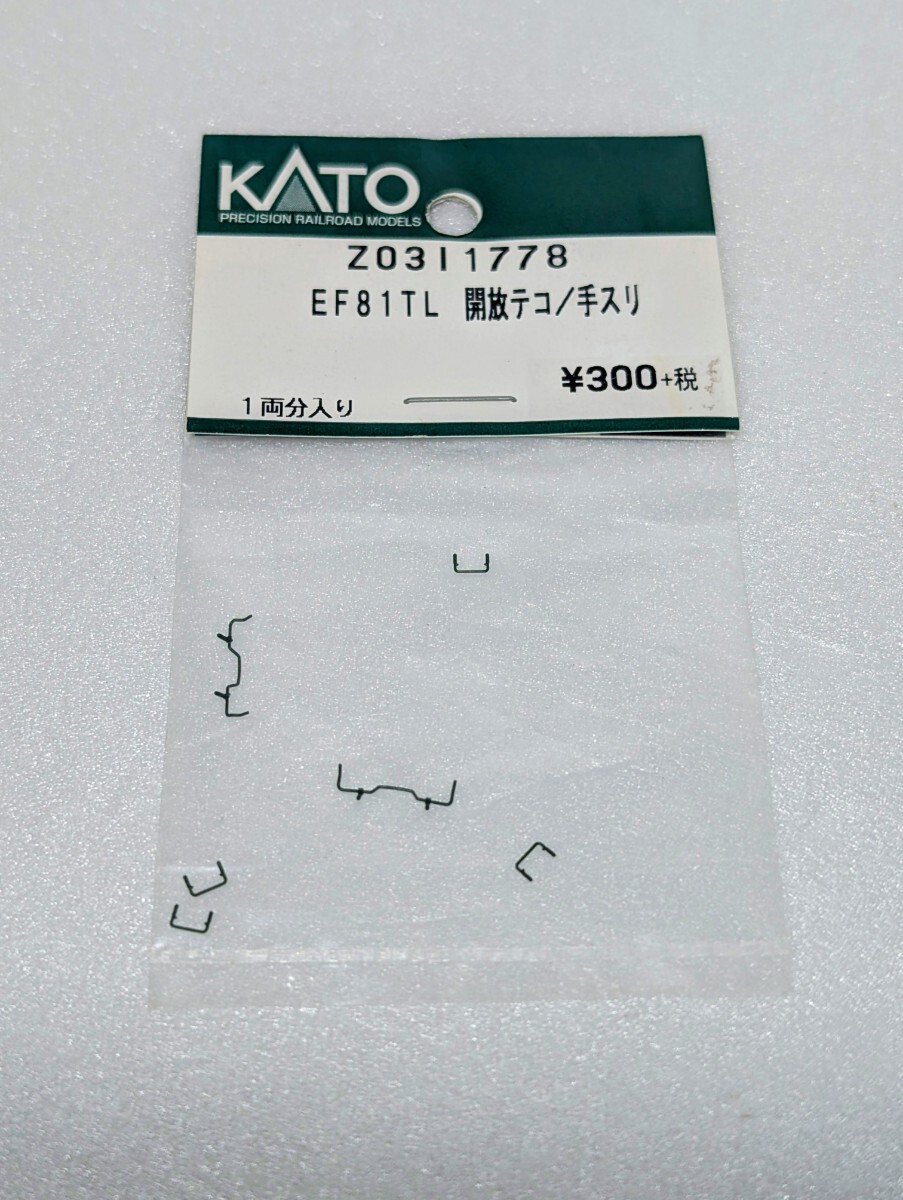 KATO
PRECISION RAILROAD MODELS
Z03I1778
EF81TL 開放テコ/手スリ
¥300+税
1両分入り